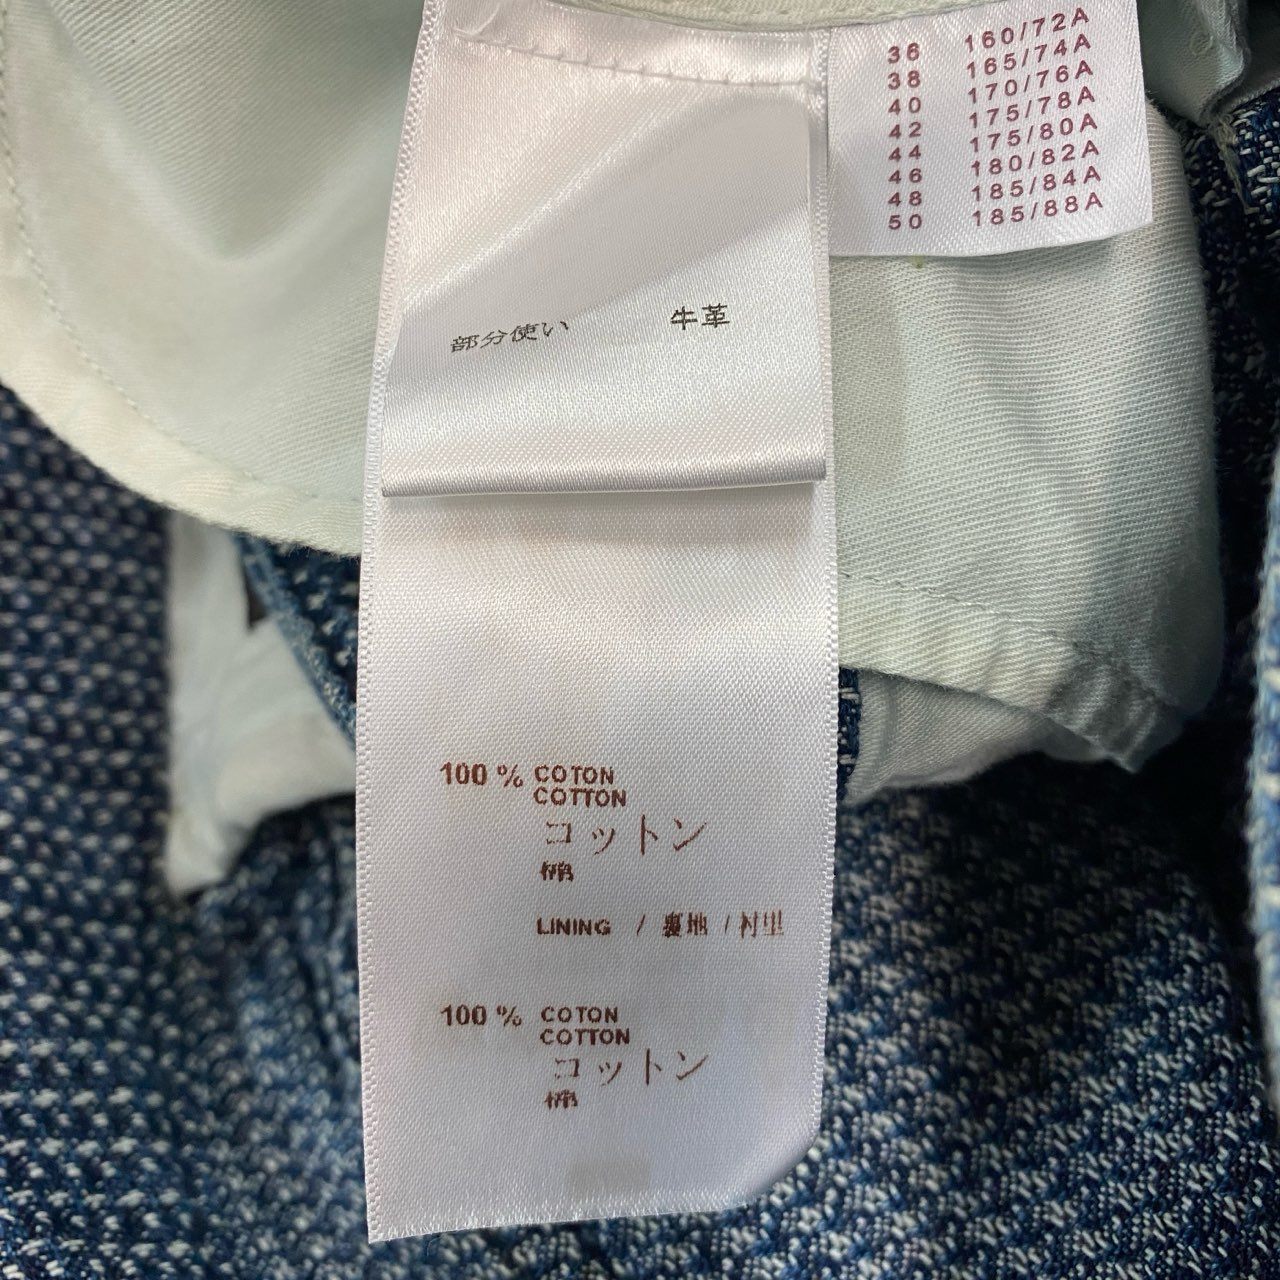 36 160/72A
38 165/74A
40 170/76A
42 175/78A
44 175/80A
46 180/82A
48 185/84A
50 185/88A
部分使い 牛革
100 % COTON
COTTON
コットン
棉
LINING / 裏地 / 衬里
100 % COTON
COTTON
コットン
棉